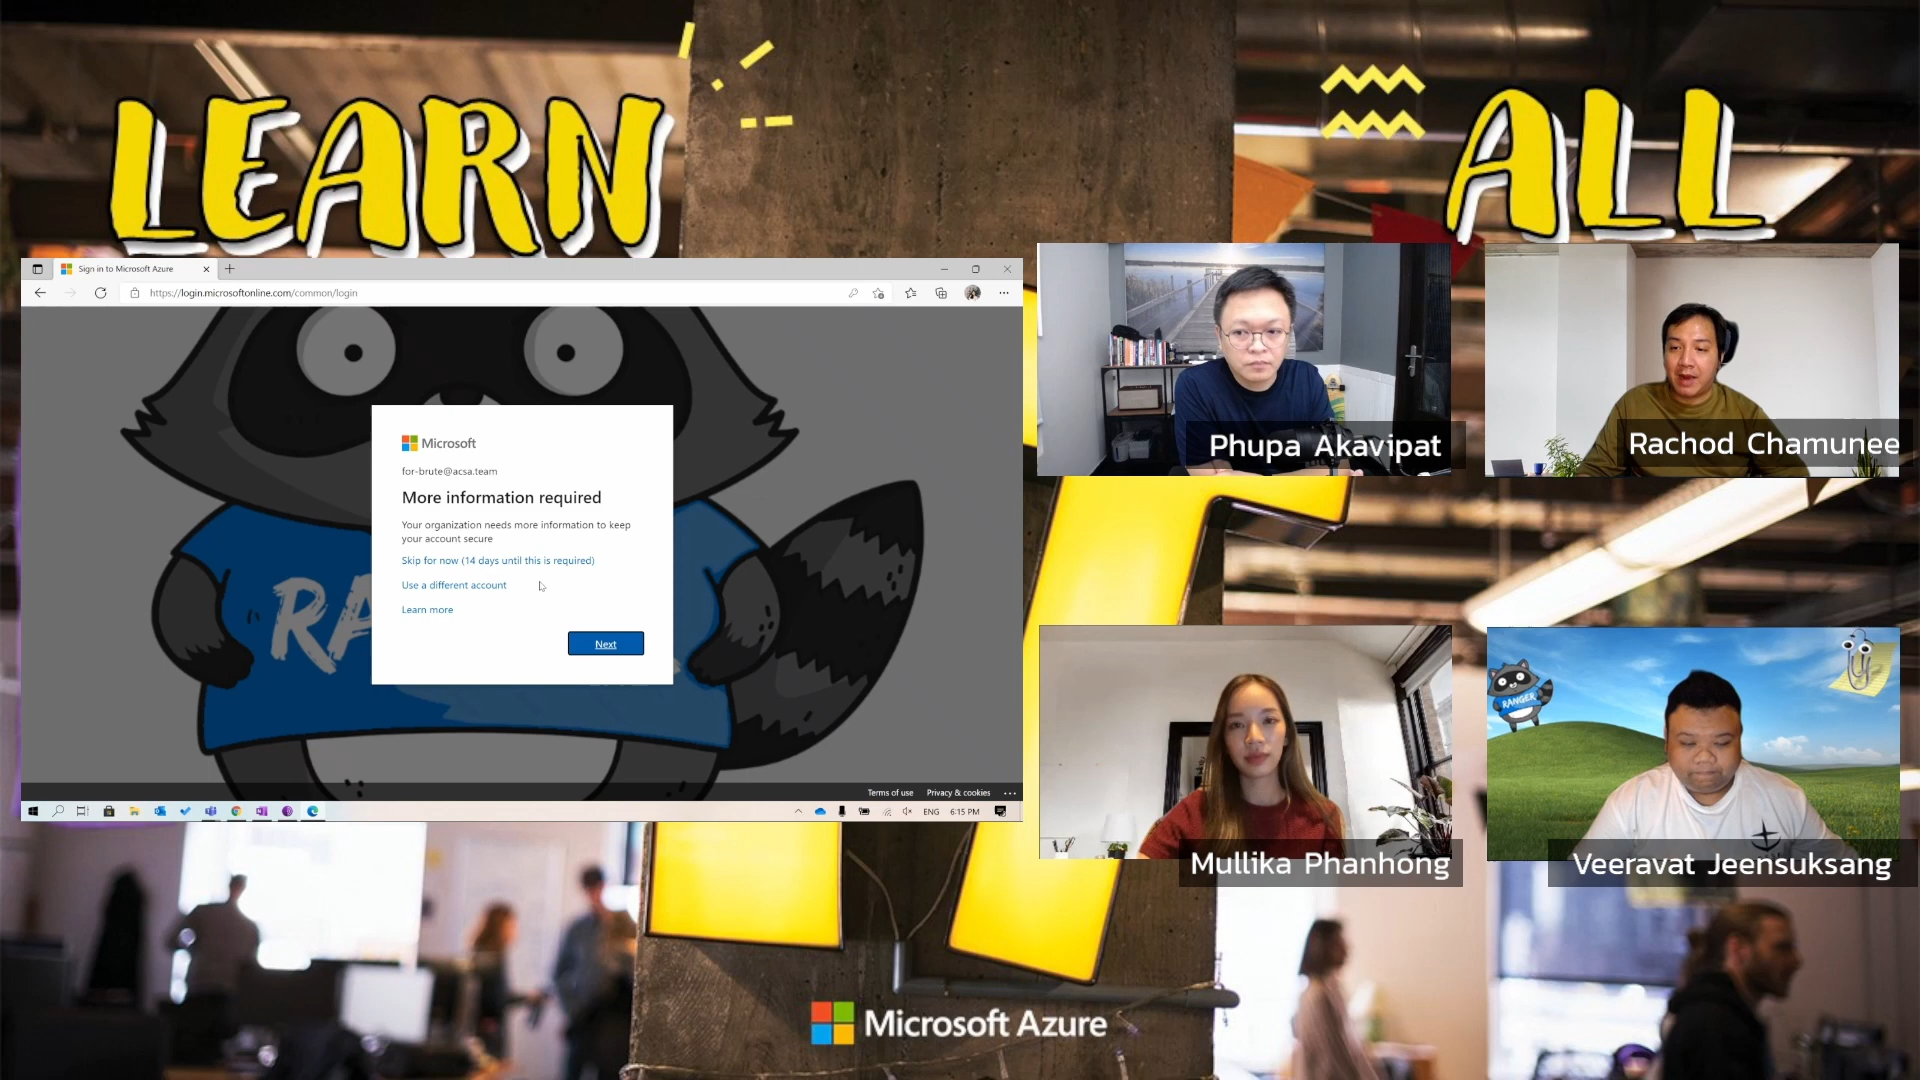 LEARN
ALL
Sign in to Microsoft Azure
https://login.microsoftonline.com/common/login
Microsoft
for-brute@acsa.team
More information required
Your organization needs more information to keep
your account secure
Skip for now (14 days until this is required)
Use a different account
Learn more
Next
RA
Terms of use
Privacy & cookies
ENG
6:15 PM
Phupa Akavipat
Rachod Chamunee
Mullika Phanhong
RANGER
Veeravat Jeensuksang
Microsoft Azure